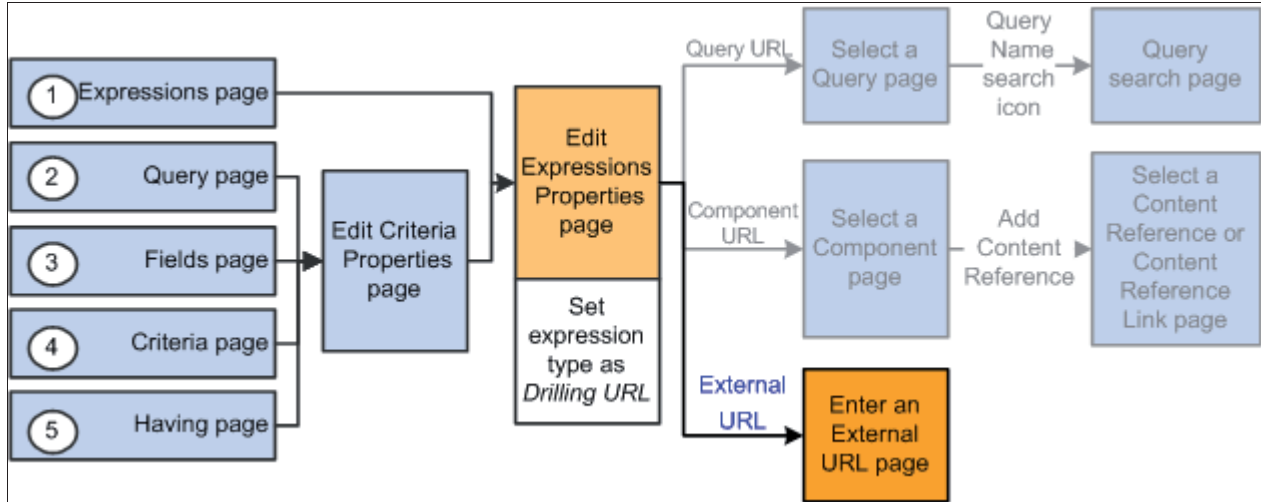 1
Expressions page
2
Query page
3
Fields page
4
Criteria page
5
Having page
Edit Criteria
Properties
page
Edit
Expressions
Properties
page
Set
expression
type as
Drilling URL
Query URL
Select a
Query page
Query
Name
search
icon
Query
search page
Component
URL
Select a
Component
page
Add
Content
Reference
Select a
Content
Reference or
Content
Reference
Link page
External
URL
Enter an
External
URL page